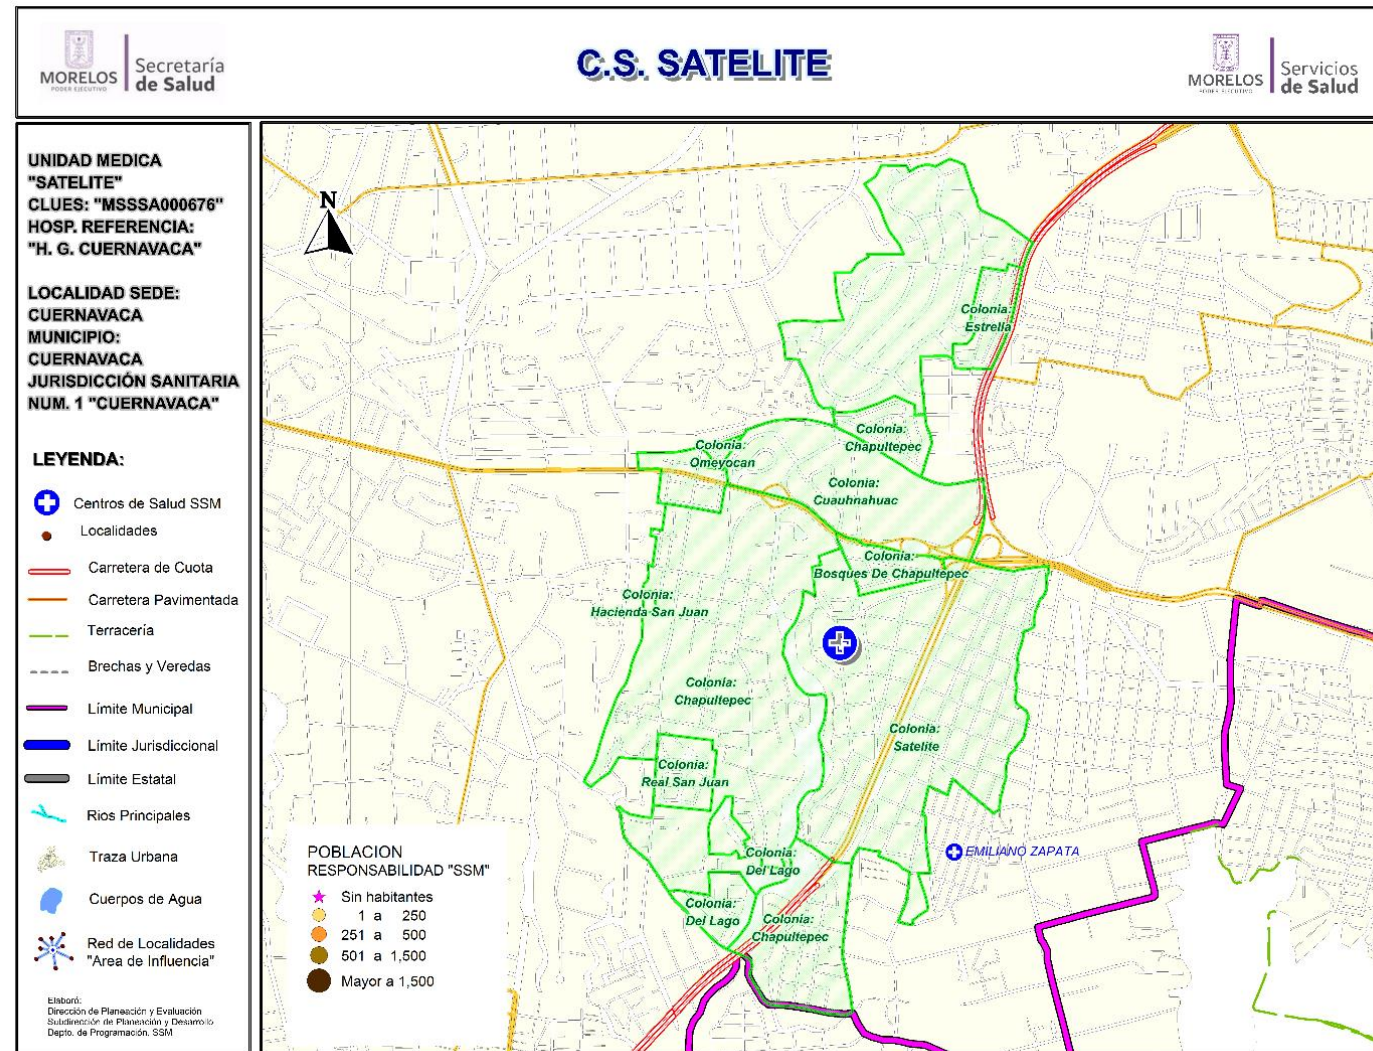 MORELOS
PODER EJECUTIVO
Secretaría
de Salud
C.S. SATELITE
MORELOS
PODER EJECUTIVO
Servicios
de Salud
UNIDAD MEDICA
"SATELITE"
CLUES: "MSSSA000676"
HOSP. REFERENCIA:
"H. G. CUERNAVACA"
LOCALIDAD SEDE:
CUERNAVACA
MUNICIPIO:
CUERNAVACA
JURISDICCIÓN SANITARIA
NUM. 1 "CUERNAVACA"
LEYENDA:
Centros de Salud SSM
Localidades
Carretera de Cuota
Carretera Pavimentada
Terracería
Brechas y Veredas
Límite Municipal
Límite Jurisdiccional
Límite Estatal
Rios Principales
Traza Urbana
Cuerpos de Agua
Red de Localidades
"Area de Influencia"
Elaboró:
Dirección de Planeación y Evaluación
Subdirección de Planeación y Desarrollo
Depto. de Programación. SSM
N
Colonia:
Estrella
Colonia:
Chapultepec
Colonia:
Omeyocan
Colonia:
Cuauhnahuac
Colonia:
Bosques De Chapultepec
Colonia:
Hacienda San Juan
Colonia:
Chapultepec
Colonia:
Satelite
Colonia:
Real San Juan
Colonia:
Del Lago
EMILIANO ZAPATA
Colonia:
Del Lago
Colonia:
Chapultepec
POBLACION
RESPONSABILIDAD "SSM"
Sin habitantes
1 a 250
251 a 500
501 a 1,500
Mayor a 1,500